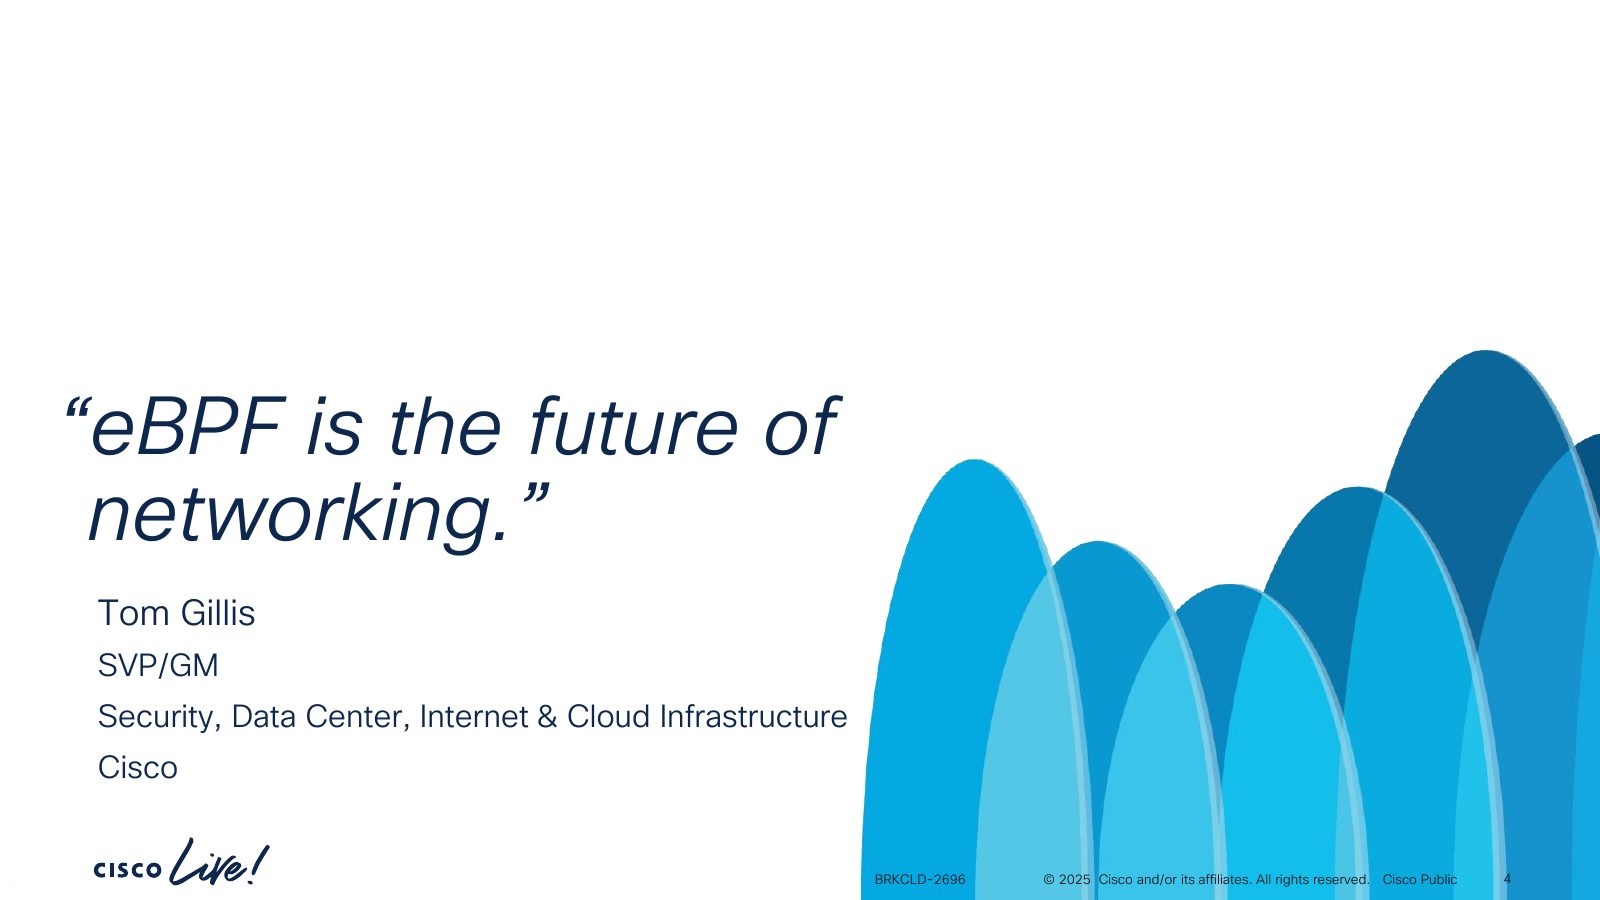 “eBPF is the future of
networking.”
Tom Gillis
SVP/GM
Security, Data Center, Internet & Cloud Infrastructure
Cisco
CISCO Live!
BRKCLD-2696 © 2025 Cisco and/or its affiliates. All rights reserved. Cisco Public 4